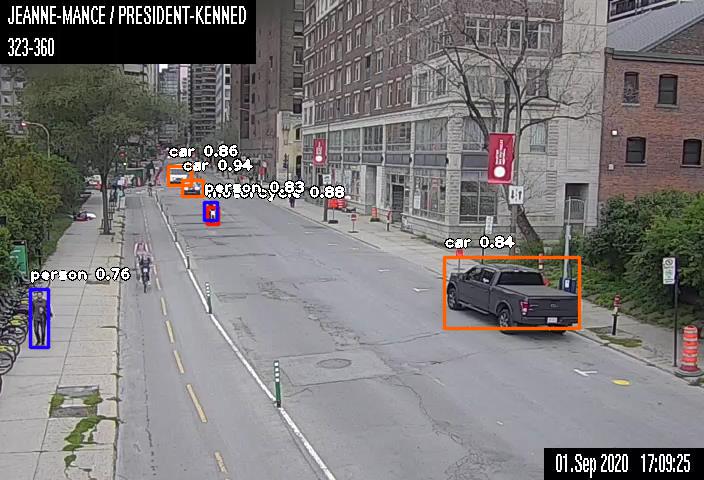 JEANNE-MANCE / PRESIDENT-KENNED
323-360
car 0.86
car 0.94
person 0.83
motorcycle 0.88
car 0.84
person 0.76
01.Sep 2020 17:09:25